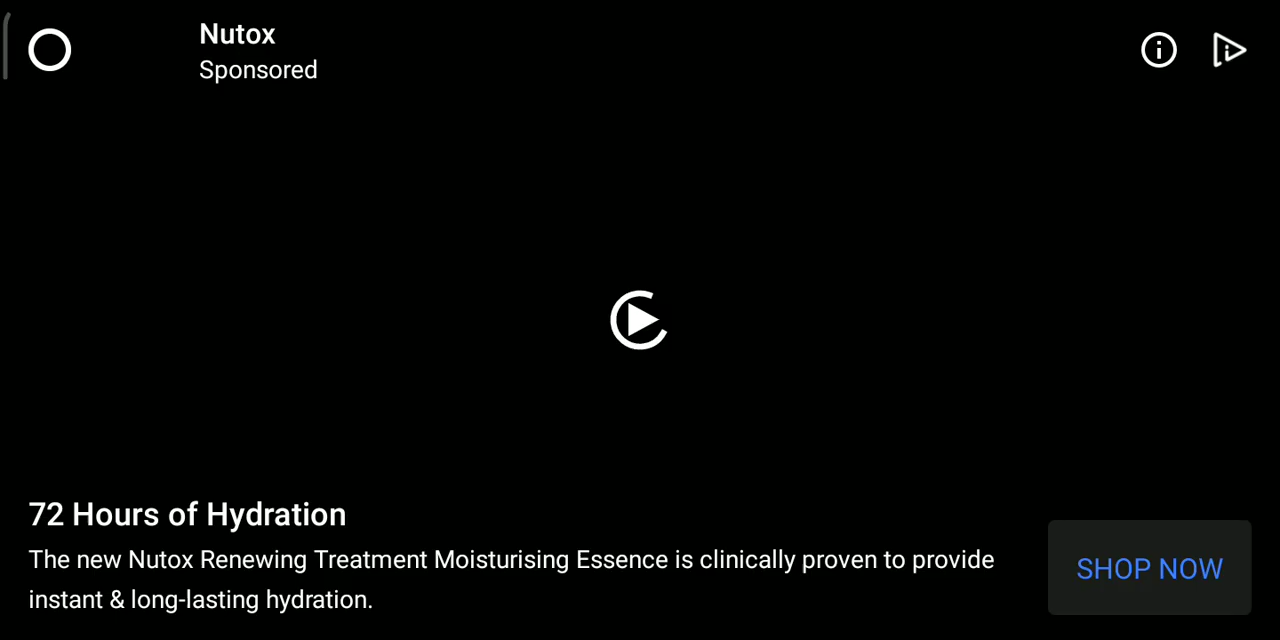 Nutox
Sponsored
72 Hours of Hydration
The new Nutox Renewing Treatment Moisturising Essence is clinically proven to provide
instant & long-lasting hydration.
SHOP NOW